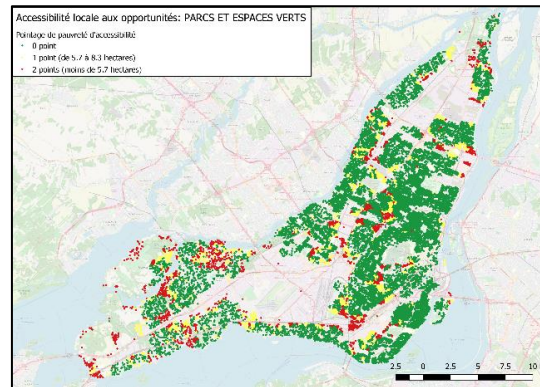 Accessibilité locale aux opportunités: PARCS ET ESPACES VERTS
Pointage de pauvreté d'accessibilité
0 point
1 point (de 5.7 à 8.3 hectares)
2 points (moins de 5.7 hectares)
2.5 0 2.5 5 7.5 10